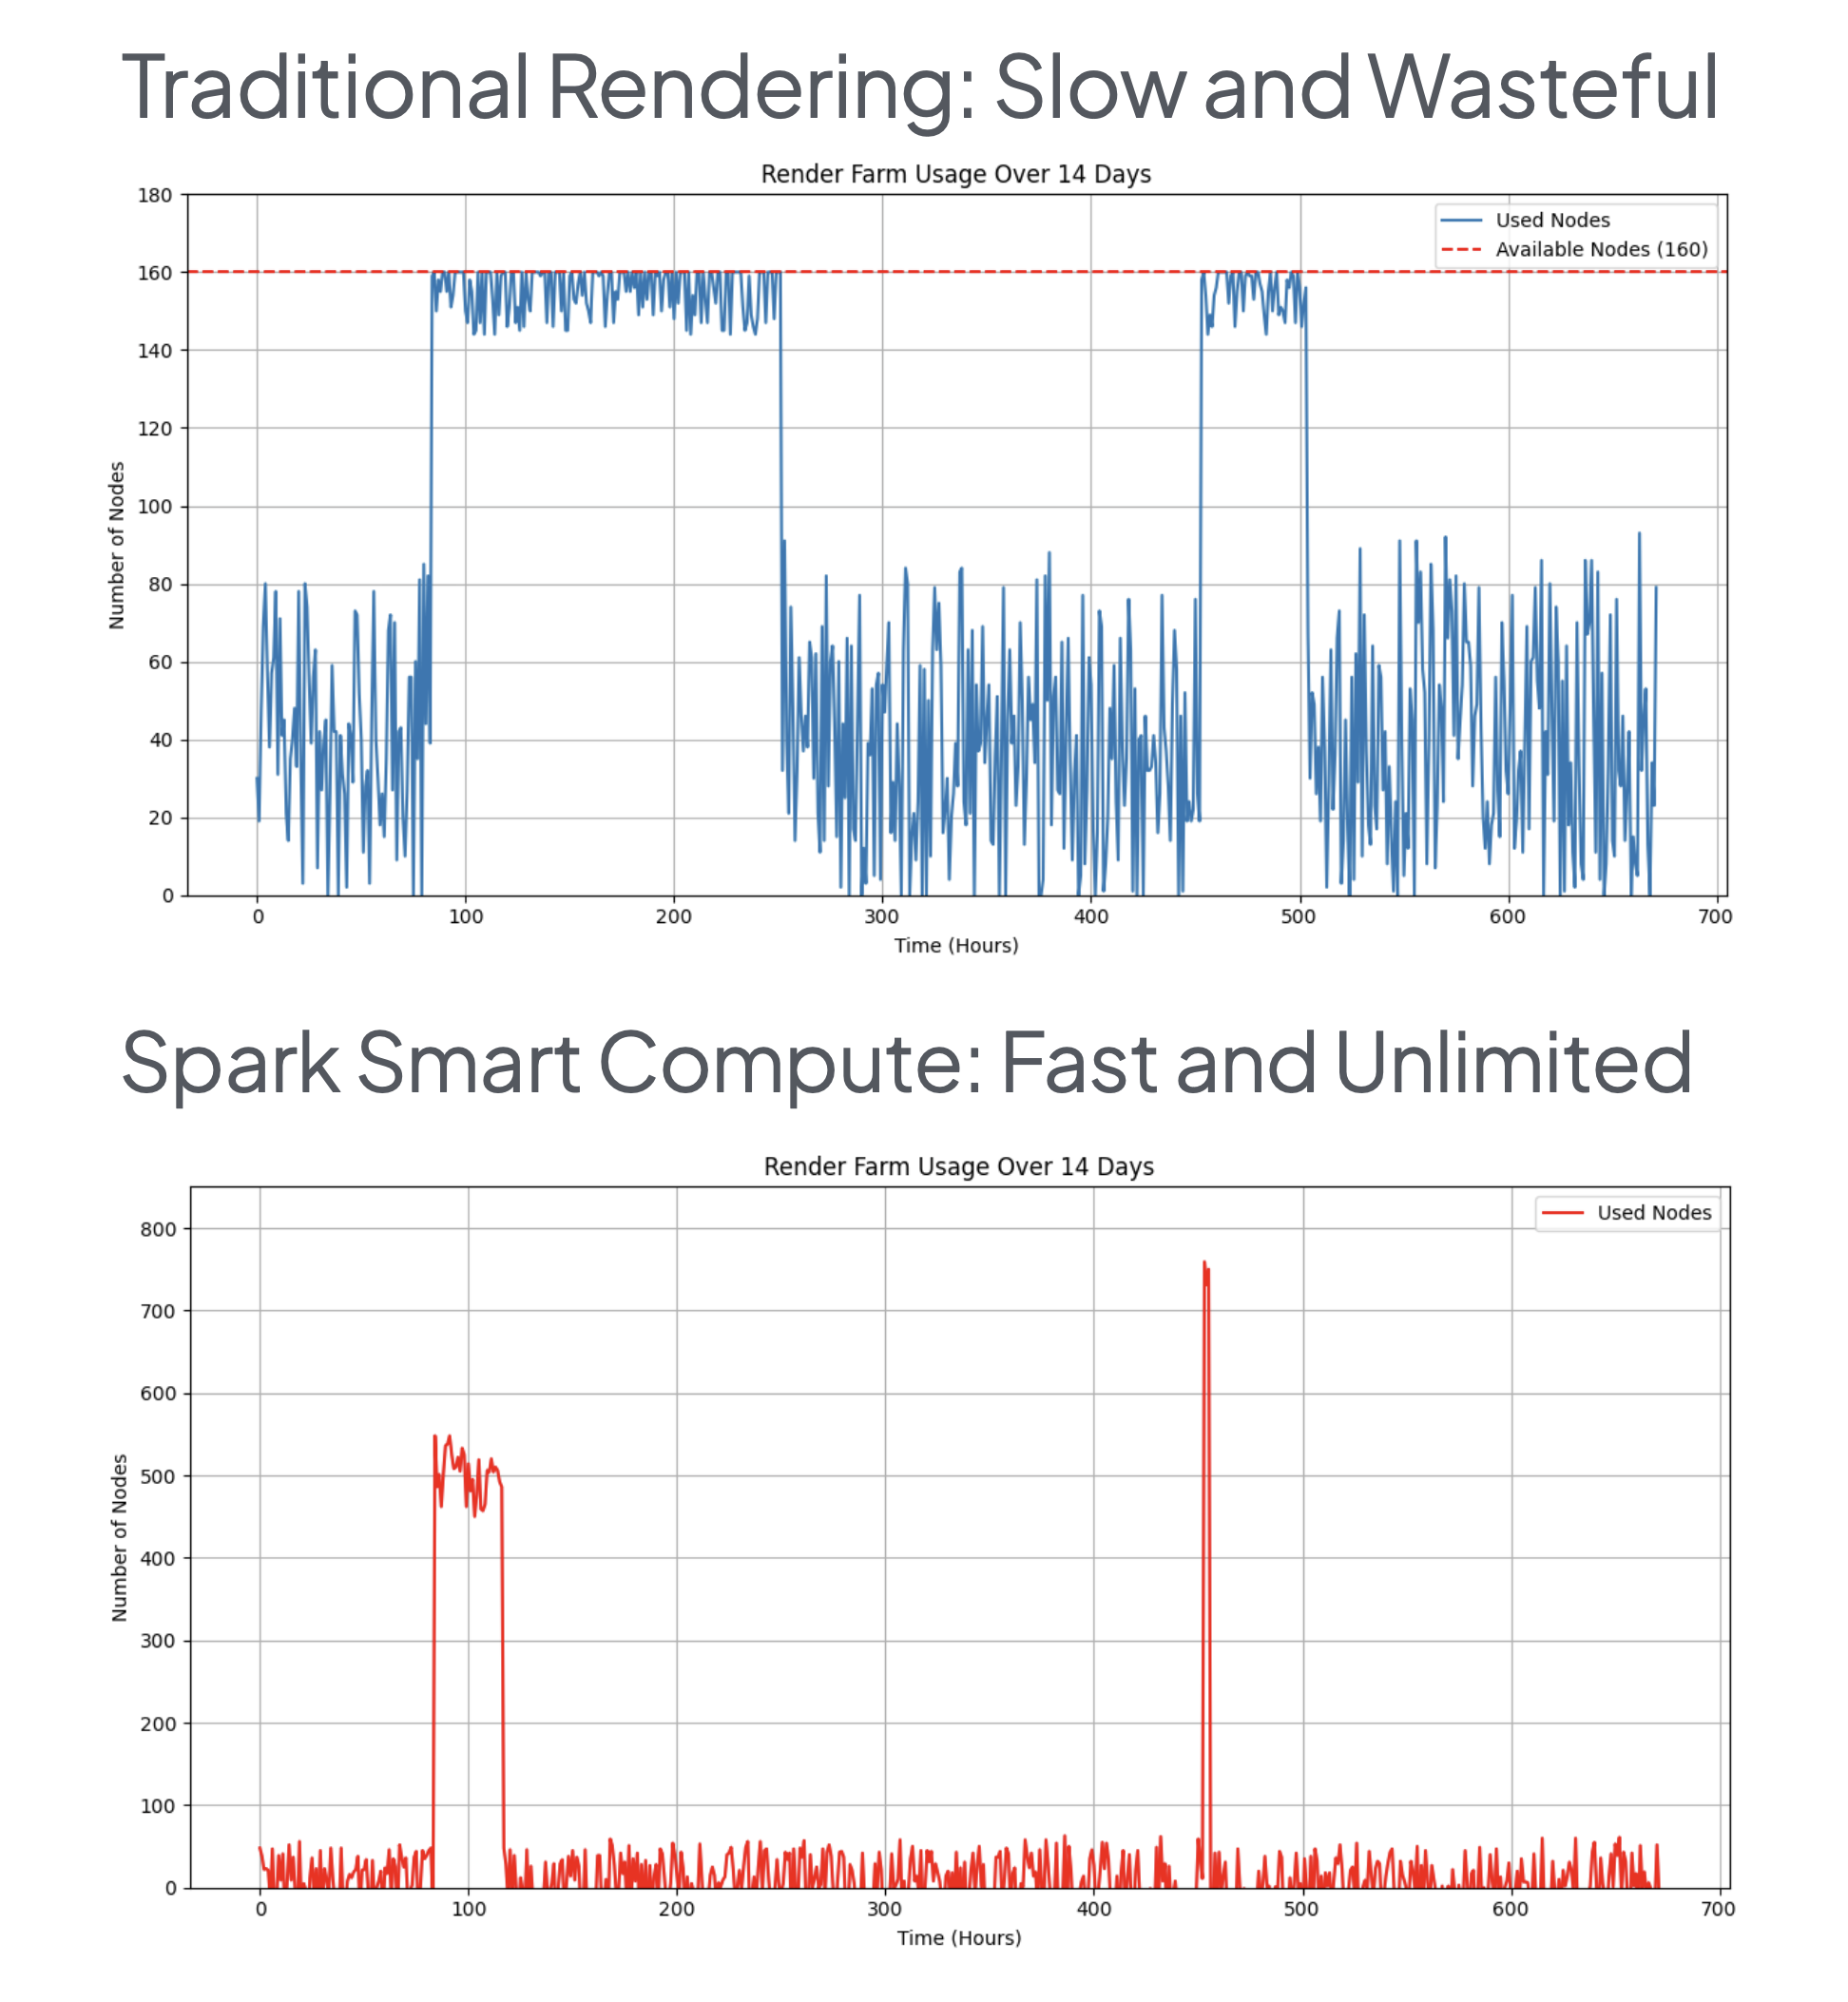 Traditional Rendering: Slow and Wasteful
Render Farm Usage Over 14 Days
180
160
140
120
100
80
60
40
20
0
Number of Nodes
Used Nodes
Available Nodes (160)
0 100 200 300 400 500 600 700
Time (Hours)
Spark Smart Compute: Fast and Unlimited
Render Farm Usage Over 14 Days
800
700
600
500
400
300
200
100
0
Number of Nodes
Used Nodes
0 100 200 300 400 500 600 700
Time (Hours)